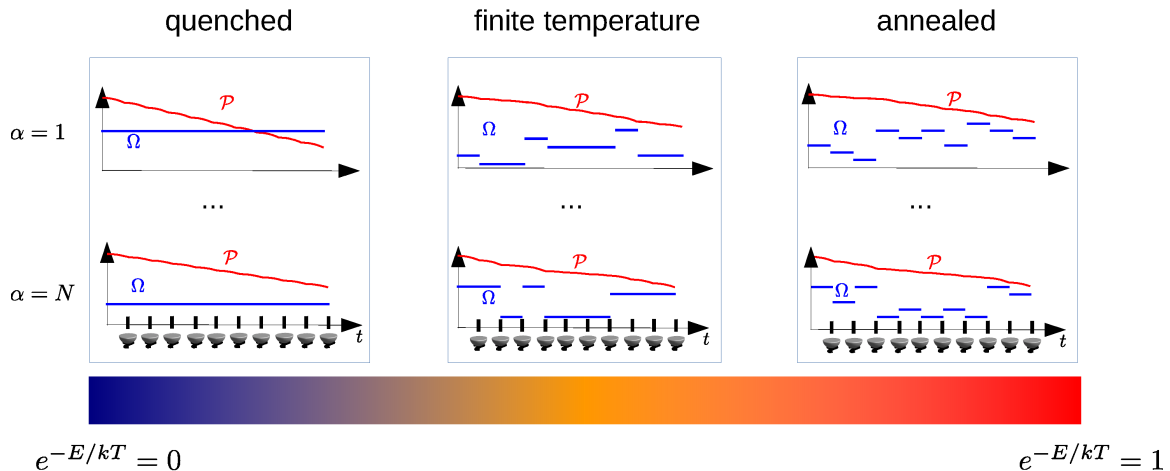 quenched finite temperature annealed
α = 1 𝒫 Ω 𝒫 Ω 𝒫 Ω
... ... ...
α = N 𝒫 Ω t 𝒫 Ω t 𝒫 Ω t
e^{-E/kT} = 0 e^{-E/kT} = 1